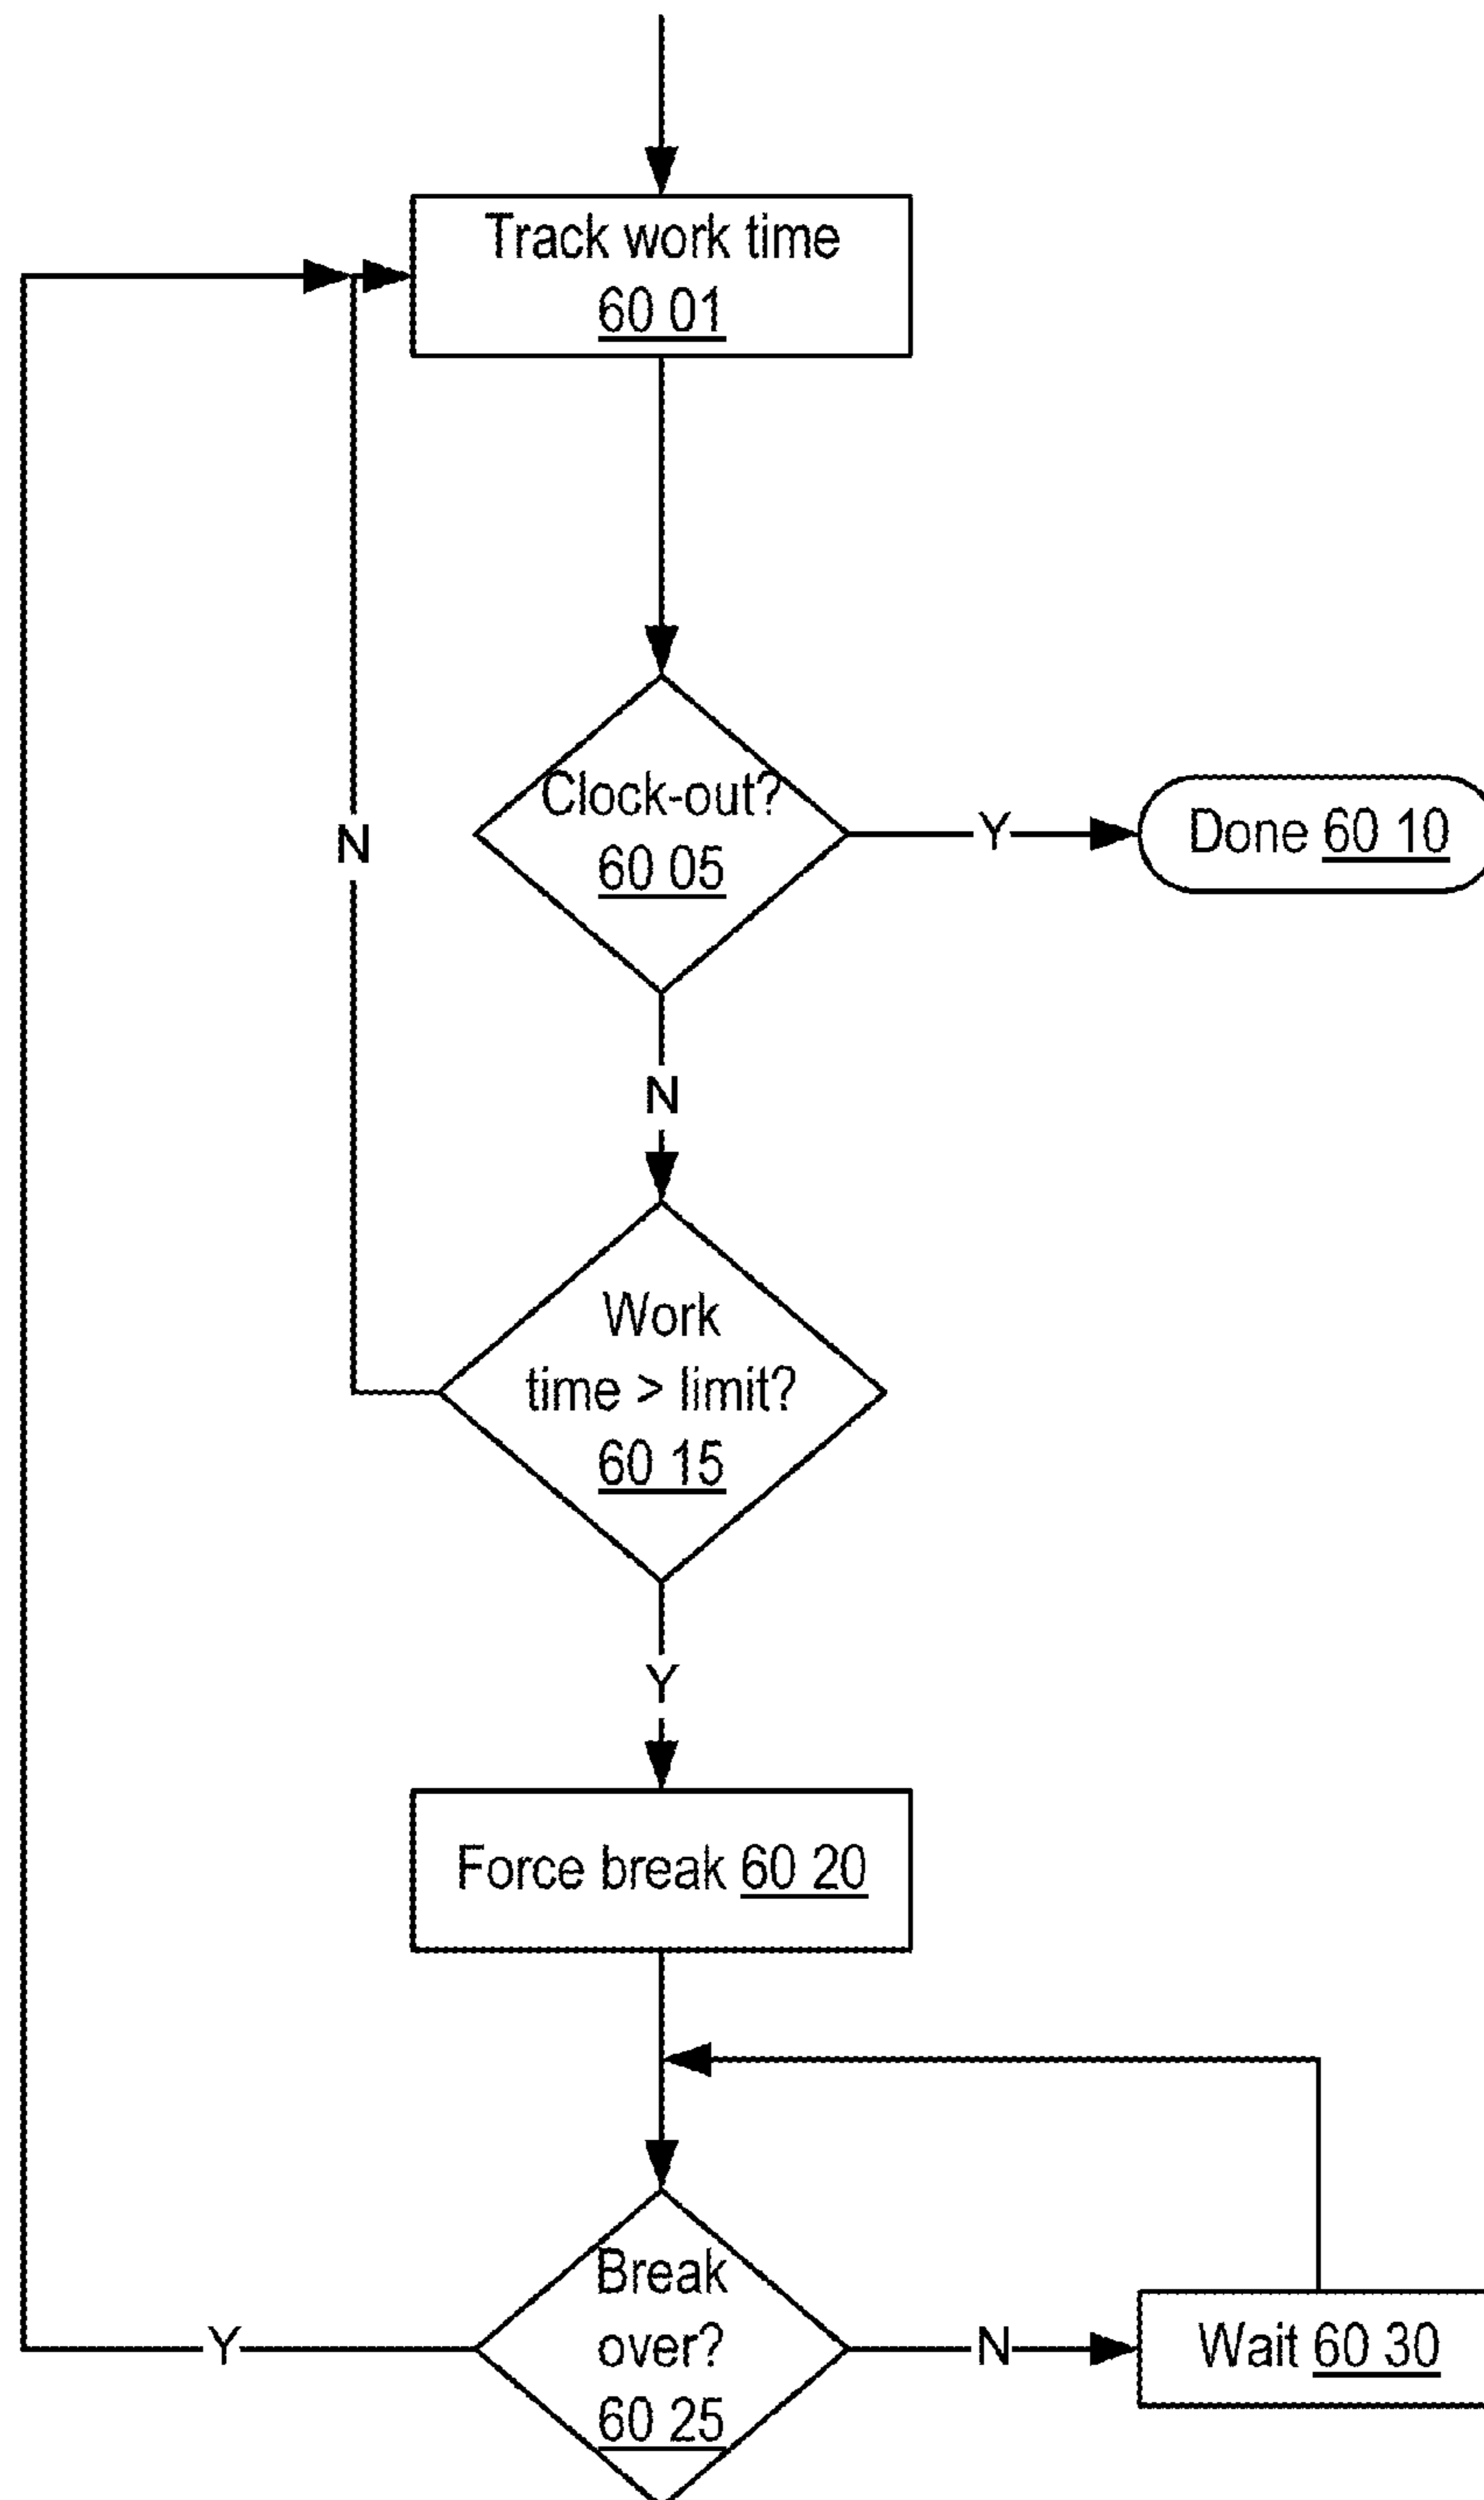 Track work time
60 01
Clock-out?
60 05
Y
Done 60 10
N
N
Work
time > limit?
60 15
Y
Force break 60 20
Break
over?
60 25
Y
N
Wait 60 30